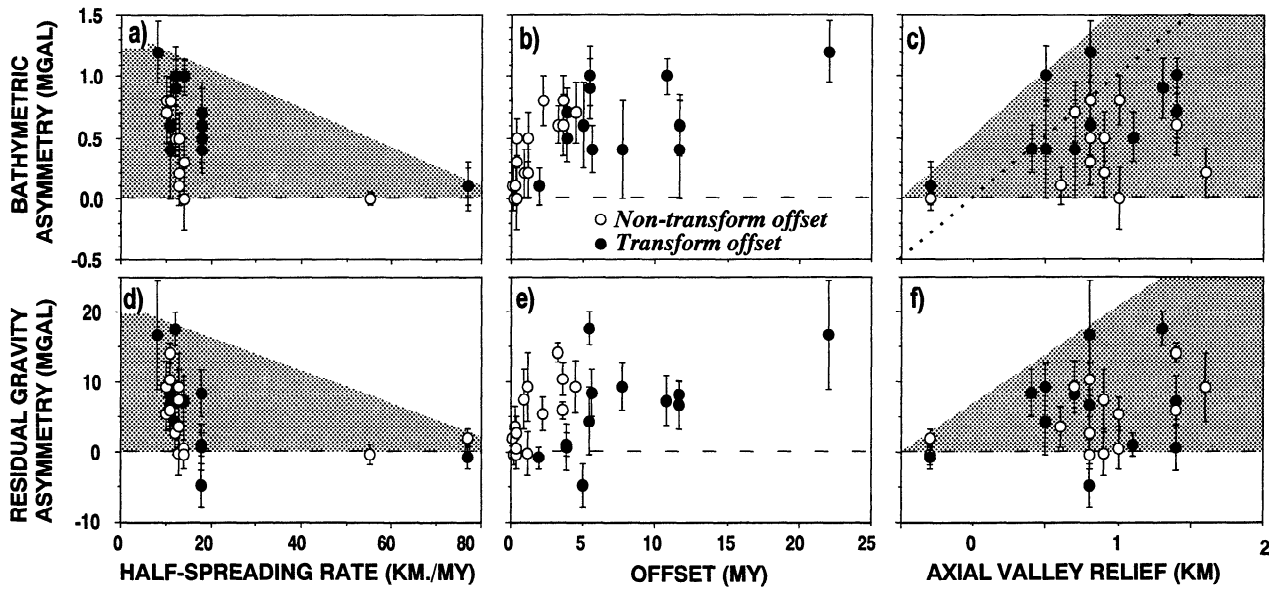 BATHYMETRIC
ASYMMETRY (MGAL)
1.5
1.0
0.5
0.0
-0.5
a)
b)
Non-transform offset
Transform offset
c)
RESIDUAL GRAVITY
ASYMMETRY (MGAL)
20
10
0
-10
d)
e)
f)
0 20 40 60 80
0 5 10 15 20 25
0 1 2
HALF-SPREADING RATE (KM./MY)
OFFSET (MY)
AXIAL VALLEY RELIEF (KM)